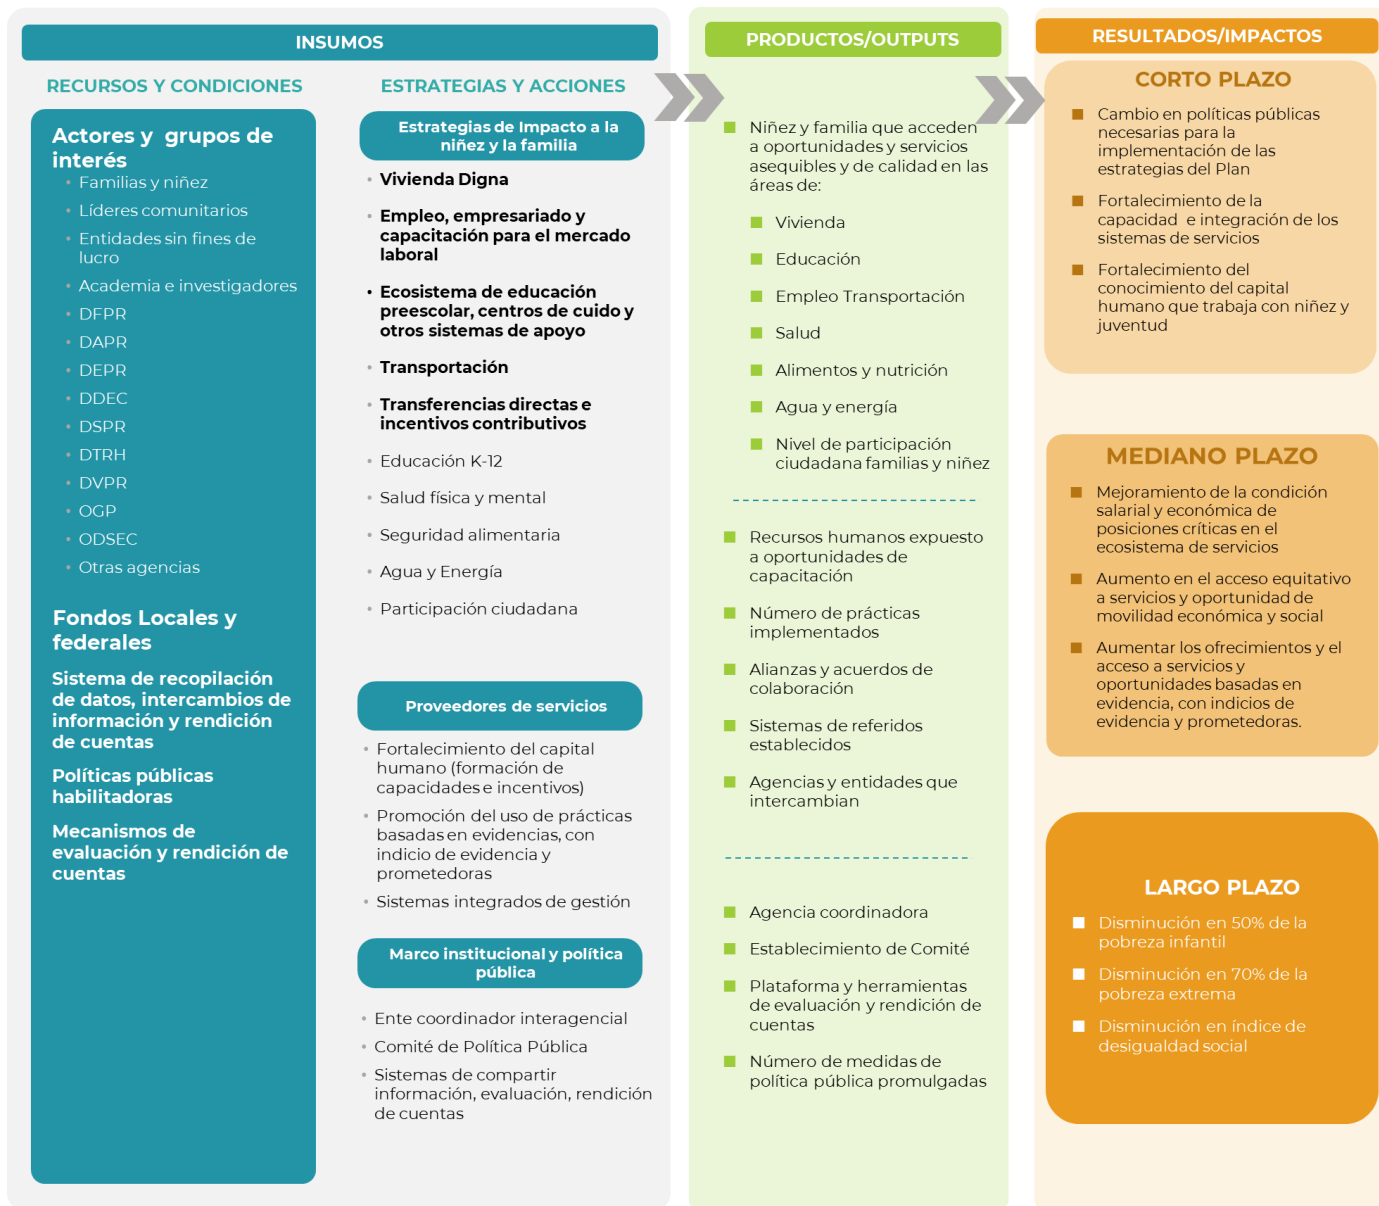 INSUMOS
RECURSOS Y CONDICIONES
Actores y grupos de
interés
• Familias y niñez
• Líderes comunitarios
• Entidades sin fines de
lucro
• Academia e investigadores
• DFPR
• DAPR
• DEPR
• DDEC
• DSPR
• DTRH
• DVPR
• OGP
• ODSEC
• Otras agencias
Fondos Locales y
federales
Sistema de recopilación
de datos, intercambios de
información y rendición
de cuentas
Políticas públicas
habilitadoras
Mecanismos de
evaluación y rendición de
cuentas
ESTRATEGIAS Y ACCIONES
Estrategias de Impacto a la
niñez y la familia
• Vivienda Digna
• Empleo, empresariado y
capacitación para el mercado
laboral
• Ecosistema de educación
preescolar, centros de cuido y
otros sistemas de apoyo
• Transportación
• Transferencias directas e
incentivos contributivos
• Educación K-12
• Salud física y mental
• Seguridad alimentaria
• Agua y Energía
• Participación ciudadana
Proveedores de servicios
• Fortalecimiento del capital
humano (formación de
capacidades e incentivos)
• Promoción del uso de prácticas
basadas en evidencias, con
indicio de evidencia y
prometedoras
• Sistemas integrados de gestión
Marco institucional y política
pública
• Ente coordinador interagencial
• Comité de Política Pública
• Sistemas de compartir
información, evaluación, rendición
de cuentas
PRODUCTOS/OUTPUTS
Niñez y familia que acceden
a oportunidades y servicios
asequibles y de calidad en las
áreas de:
Vivienda
Educación
Empleo Transportación
Salud
Alimentos y nutrición
Agua y energía
Nivel de participación
ciudadana familias y niñez
Recursos humanos expuesto
a oportunidades de
capacitación
Número de prácticas
implementados
Alianzas y acuerdos de
colaboración
Sistemas de referidos
establecidos
Agencias y entidades que
intercambian
Agencia coordinadora
Establecimiento de Comité
Plataforma y herramientas
de evaluación y rendición de
cuentas
Número de medidas de
política pública promulgadas
RESULTADOS/IMPACTOS
CORTO PLAZO
Cambio en políticas públicas
necesarias para la
implementación de las
estrategias del Plan
Fortalecimiento de la
capacidad e integración de los
sistemas de servicios
Fortalecimiento del
conocimiento del capital
humano que trabaja con niñez y
juventud
MEDIANO PLAZO
Mejoramiento de la condición
salarial y económica de
posiciones críticas en el
ecosistema de servicios
Aumento en el acceso equitativo
a servicios y oportunidad de
movilidad económica y social
Aumentar los ofrecimientos y el
acceso a servicios y
oportunidades basadas en
evidencia, con indicios de
evidencia y prometedoras.
LARGO PLAZO
Disminución en 50% de la
pobreza infantil
Disminución en 70% de la
pobreza extrema
Disminución en índice de
desigualdad social